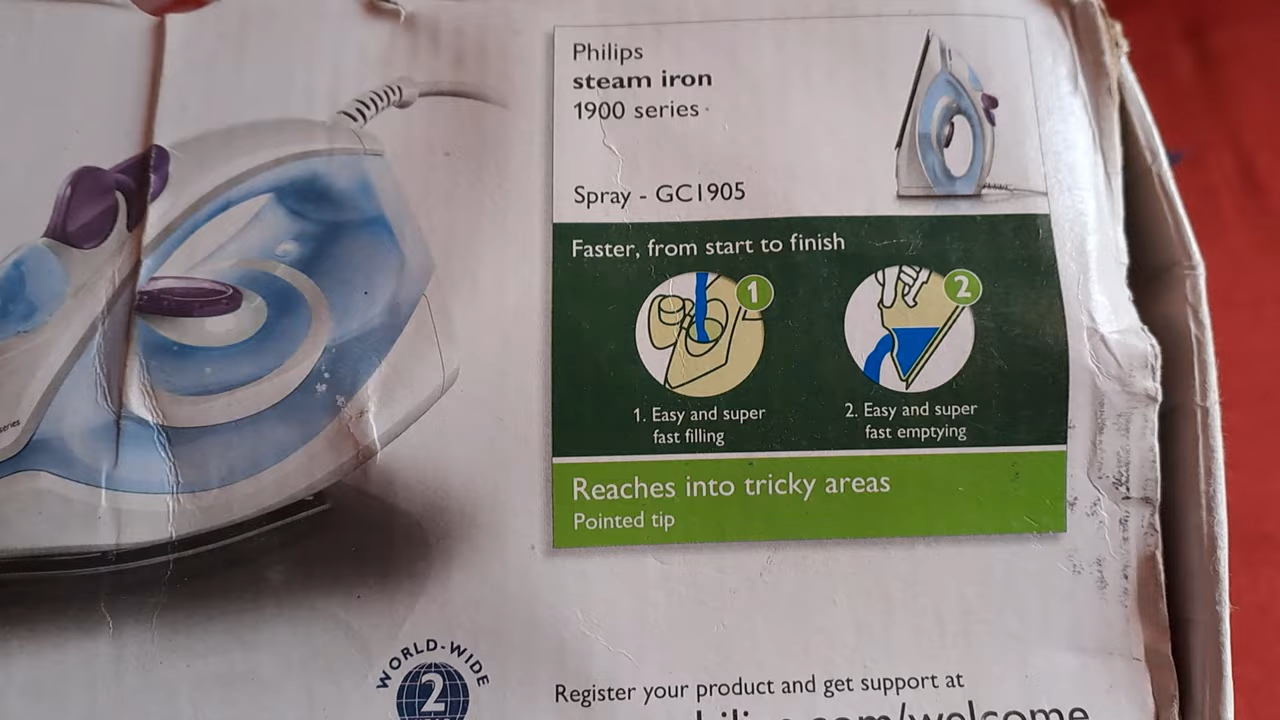 Philips
steam iron
1900 series
Spray - GC1905
Faster, from start to finish
1
2
1. Easy and super
fast filling
2. Easy and super
fast emptying
Reaches into tricky areas
Pointed tip
series
WORLD-WIDE
2
Register your product and get support at